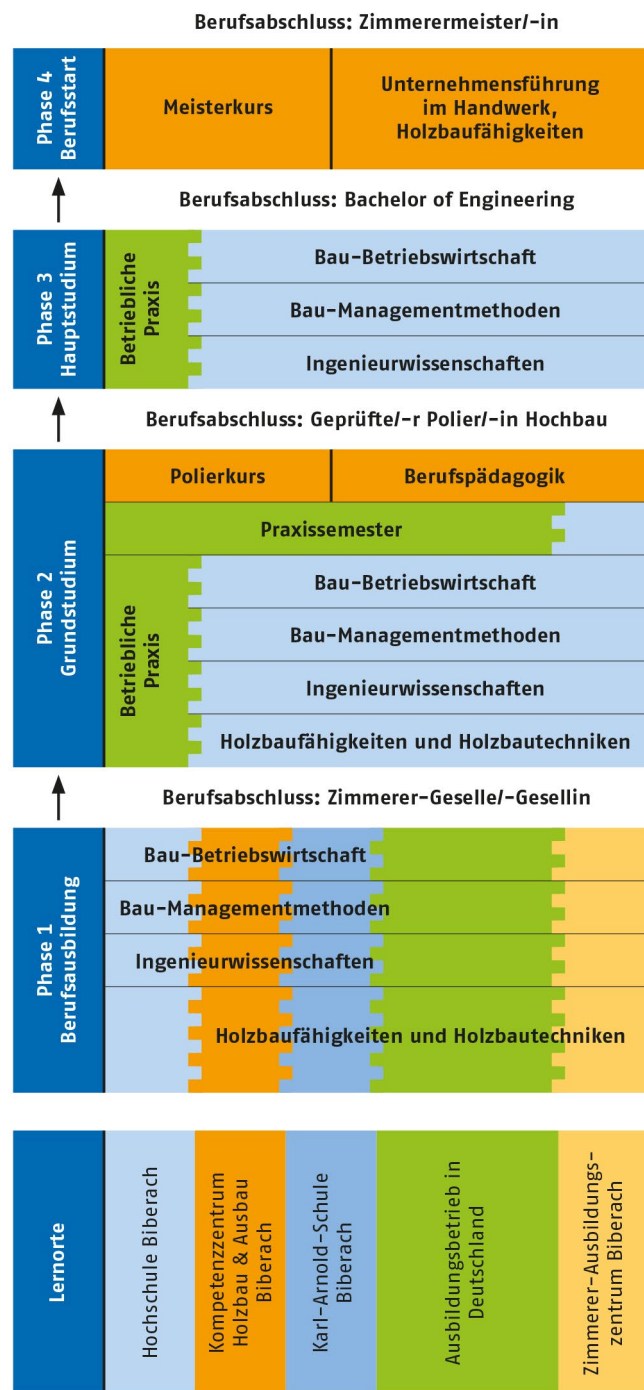 Berufsabschluss: Zimmerermeister/-in
Phase 4
Berufsstart
Meisterkurs
Unternehmensführung
im Handwerk,
Holzbaufähigkeiten
Berufsabschluss: Bachelor of Engineering
Phase 3
Hauptstudium
Betriebliche
Praxis
Bau-Betriebswirtschaft
Bau-Managementmethoden
Ingenieurwissenschaften
Berufsabschluss: Geprüfte/-r Polier/-in Hochbau
Phase 2
Grundstudium
Polierkurs
Berufspädagogik
Praxissemester
Betriebliche
Praxis
Bau-Betriebswirtschaft
Bau-Managementmethoden
Ingenieurwissenschaften
Holzbaufähigkeiten und Holzbautechniken
Berufsabschluss: Zimmerer-Geselle/-Gesellin
Phase 1
Berufsausbildung
Bau-Betriebswirtschaft
Bau-Managementmethoden
Ingenieurwissenschaften
Holzbaufähigkeiten und Holzbautechniken
Lernorte
Hochschule Biberach
Kompetenzzentrum
Holzbau & Ausbau
Biberach
Karl-Arnold-Schule
Biberach
Ausbildungsbetrieb in
Deutschland
Zimmerer-Ausbildungs-
zentrum Biberach